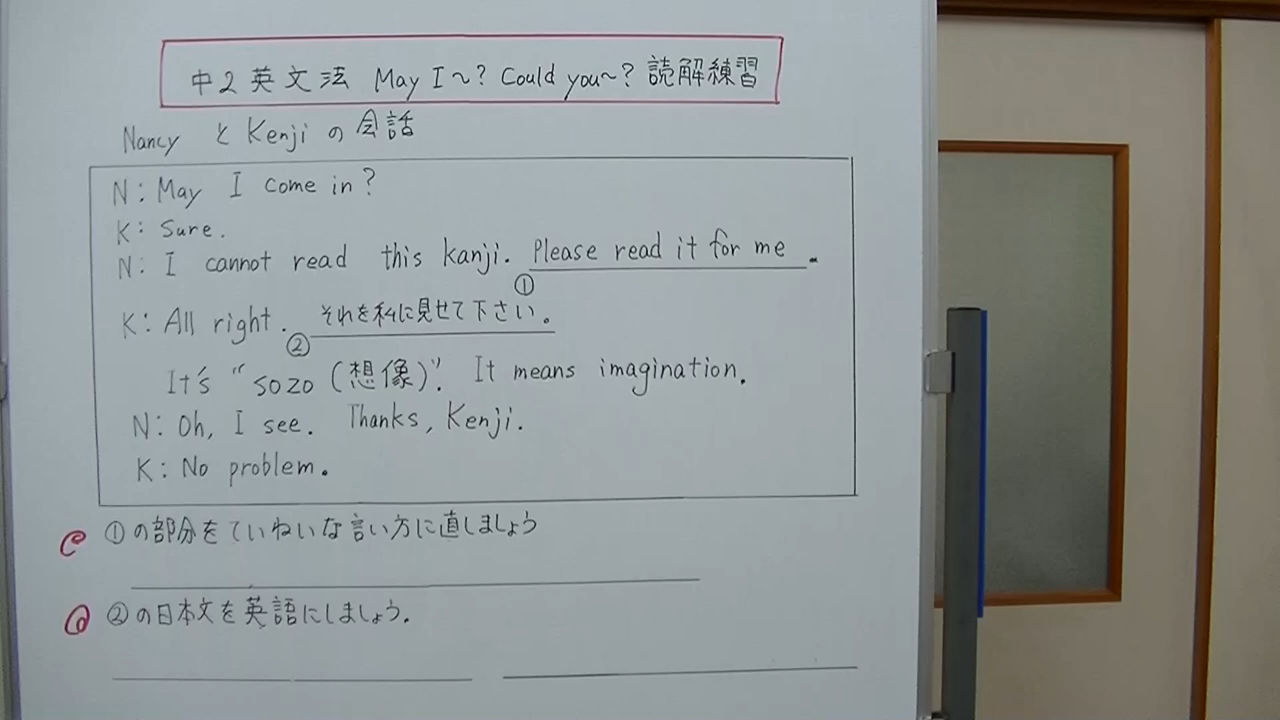 中2英文法 May I～? Could you～? 読解練習
Nancy と Kenji の会話
N: May I come in?
K: Sure.
N: I cannot read this kanji. Please read it for me.
①
K: All right. それを私に見せて下さい。
②
It's "sozo (想像)". It means imagination.
N: Oh, I see. Thanks, Kenji.
K: No problem.
①の部分をていねいな言い方に直しましょう
②の日本文を英語にしましょう.